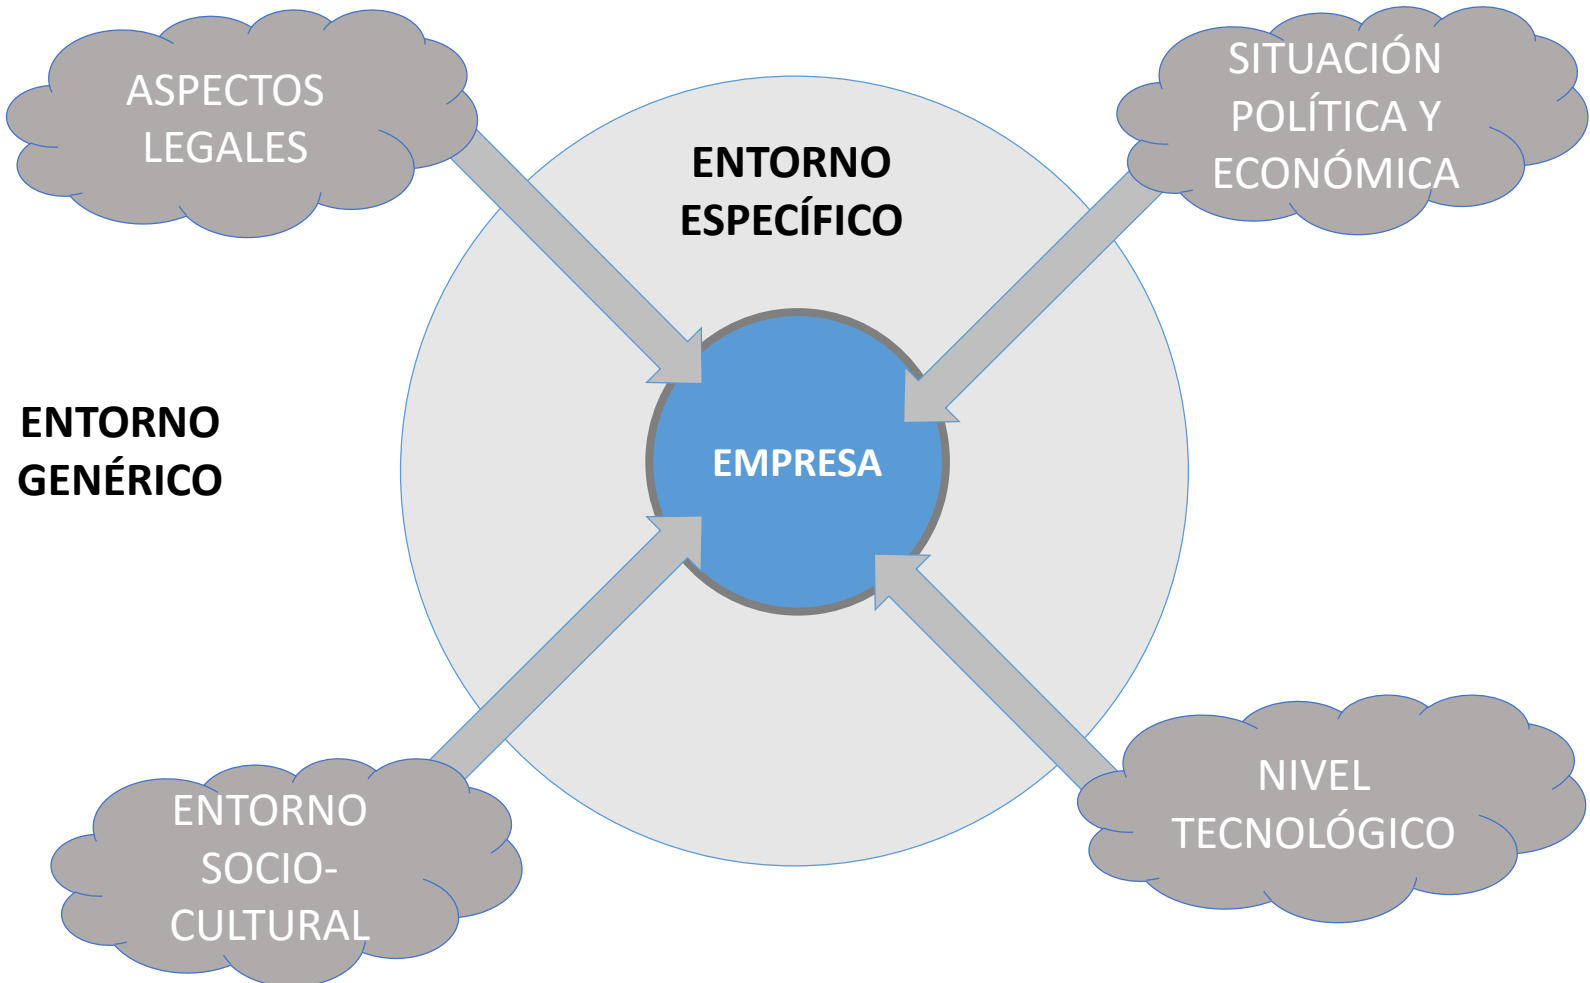 ASPECTOS
LEGALES
SITUACIÓN
POLÍTICA Y
ECONÓMICA
ENTORNO
ESPECÍFICO
ENTORNO
GENÉRICO
EMPRESA
ENTORNO
SOCIO-
CULTURAL
NIVEL
TECNOLÓGICO